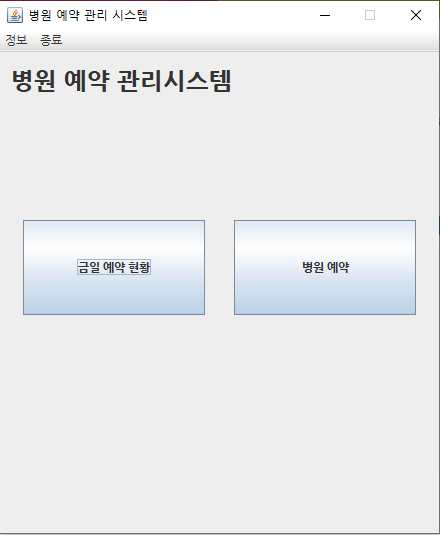 병원 예약 관리 시스템
정보 종료
병원 예약 관리시스템
금일 예약 현황 병원 예약